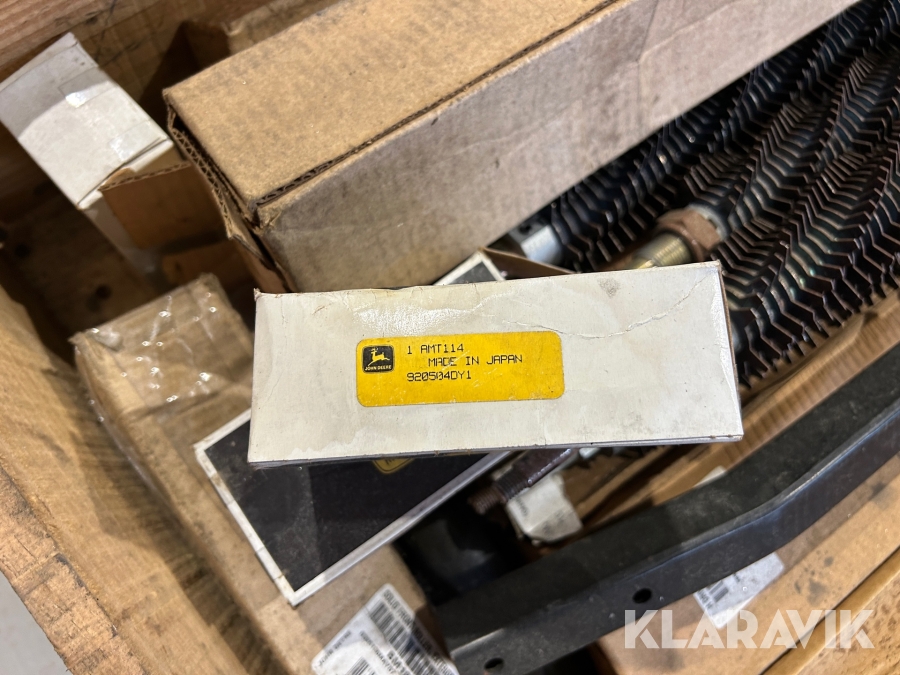 1 AMT114
MADE IN JAPAN
920504DY1
JOHN DEERE
KLARAVIK